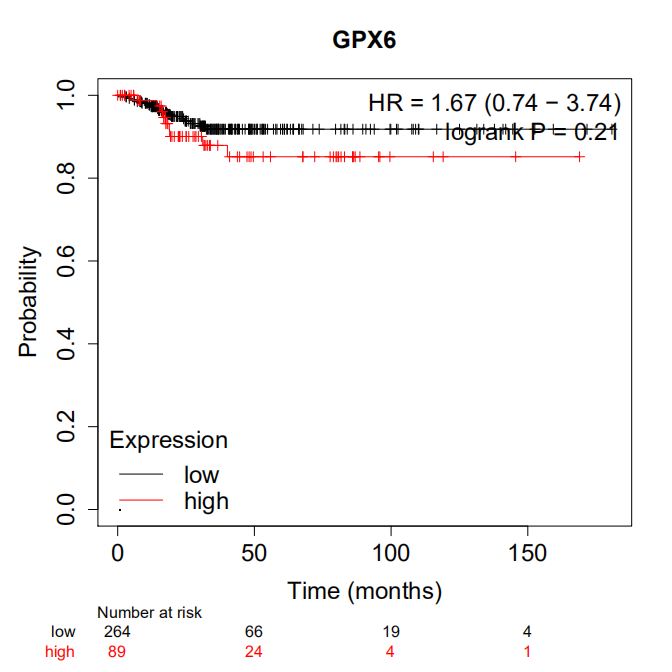 GPX6
HR = 1.67 (0.74 − 3.74)
logrank P = 0.21
Probability
1.0
0.8
0.6
0.4
0.2
0.0
Expression
low
high
0 50 100 150
Time (months)
Number at risk
low 264 66 19 4
high 89 24 4 1